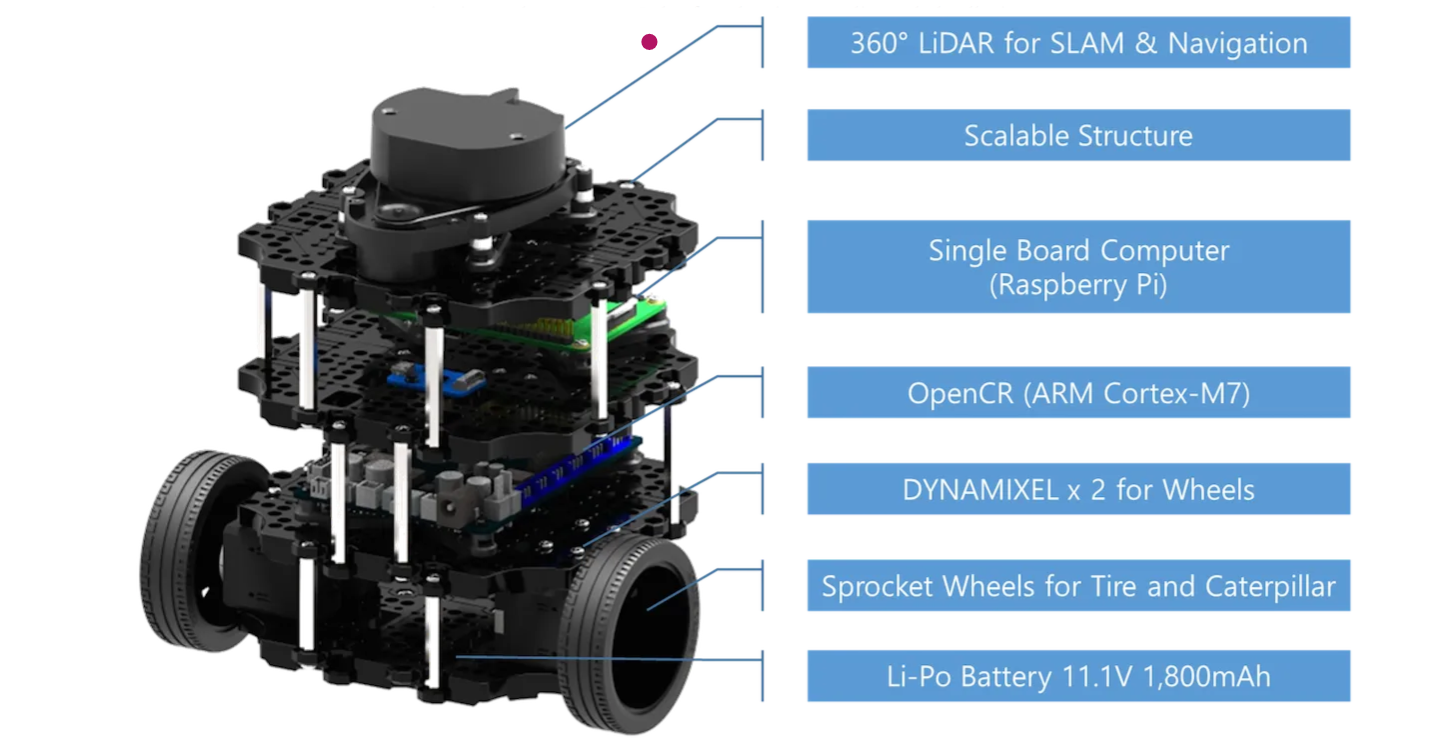 360° LiDAR for SLAM & Navigation
Scalable Structure
Single Board Computer
(Raspberry Pi)
OpenCR (ARM Cortex-M7)
DYNAMIXEL x 2 for Wheels
Sprocket Wheels for Tire and Caterpillar
Li-Po Battery 11.1V 1,800mAh